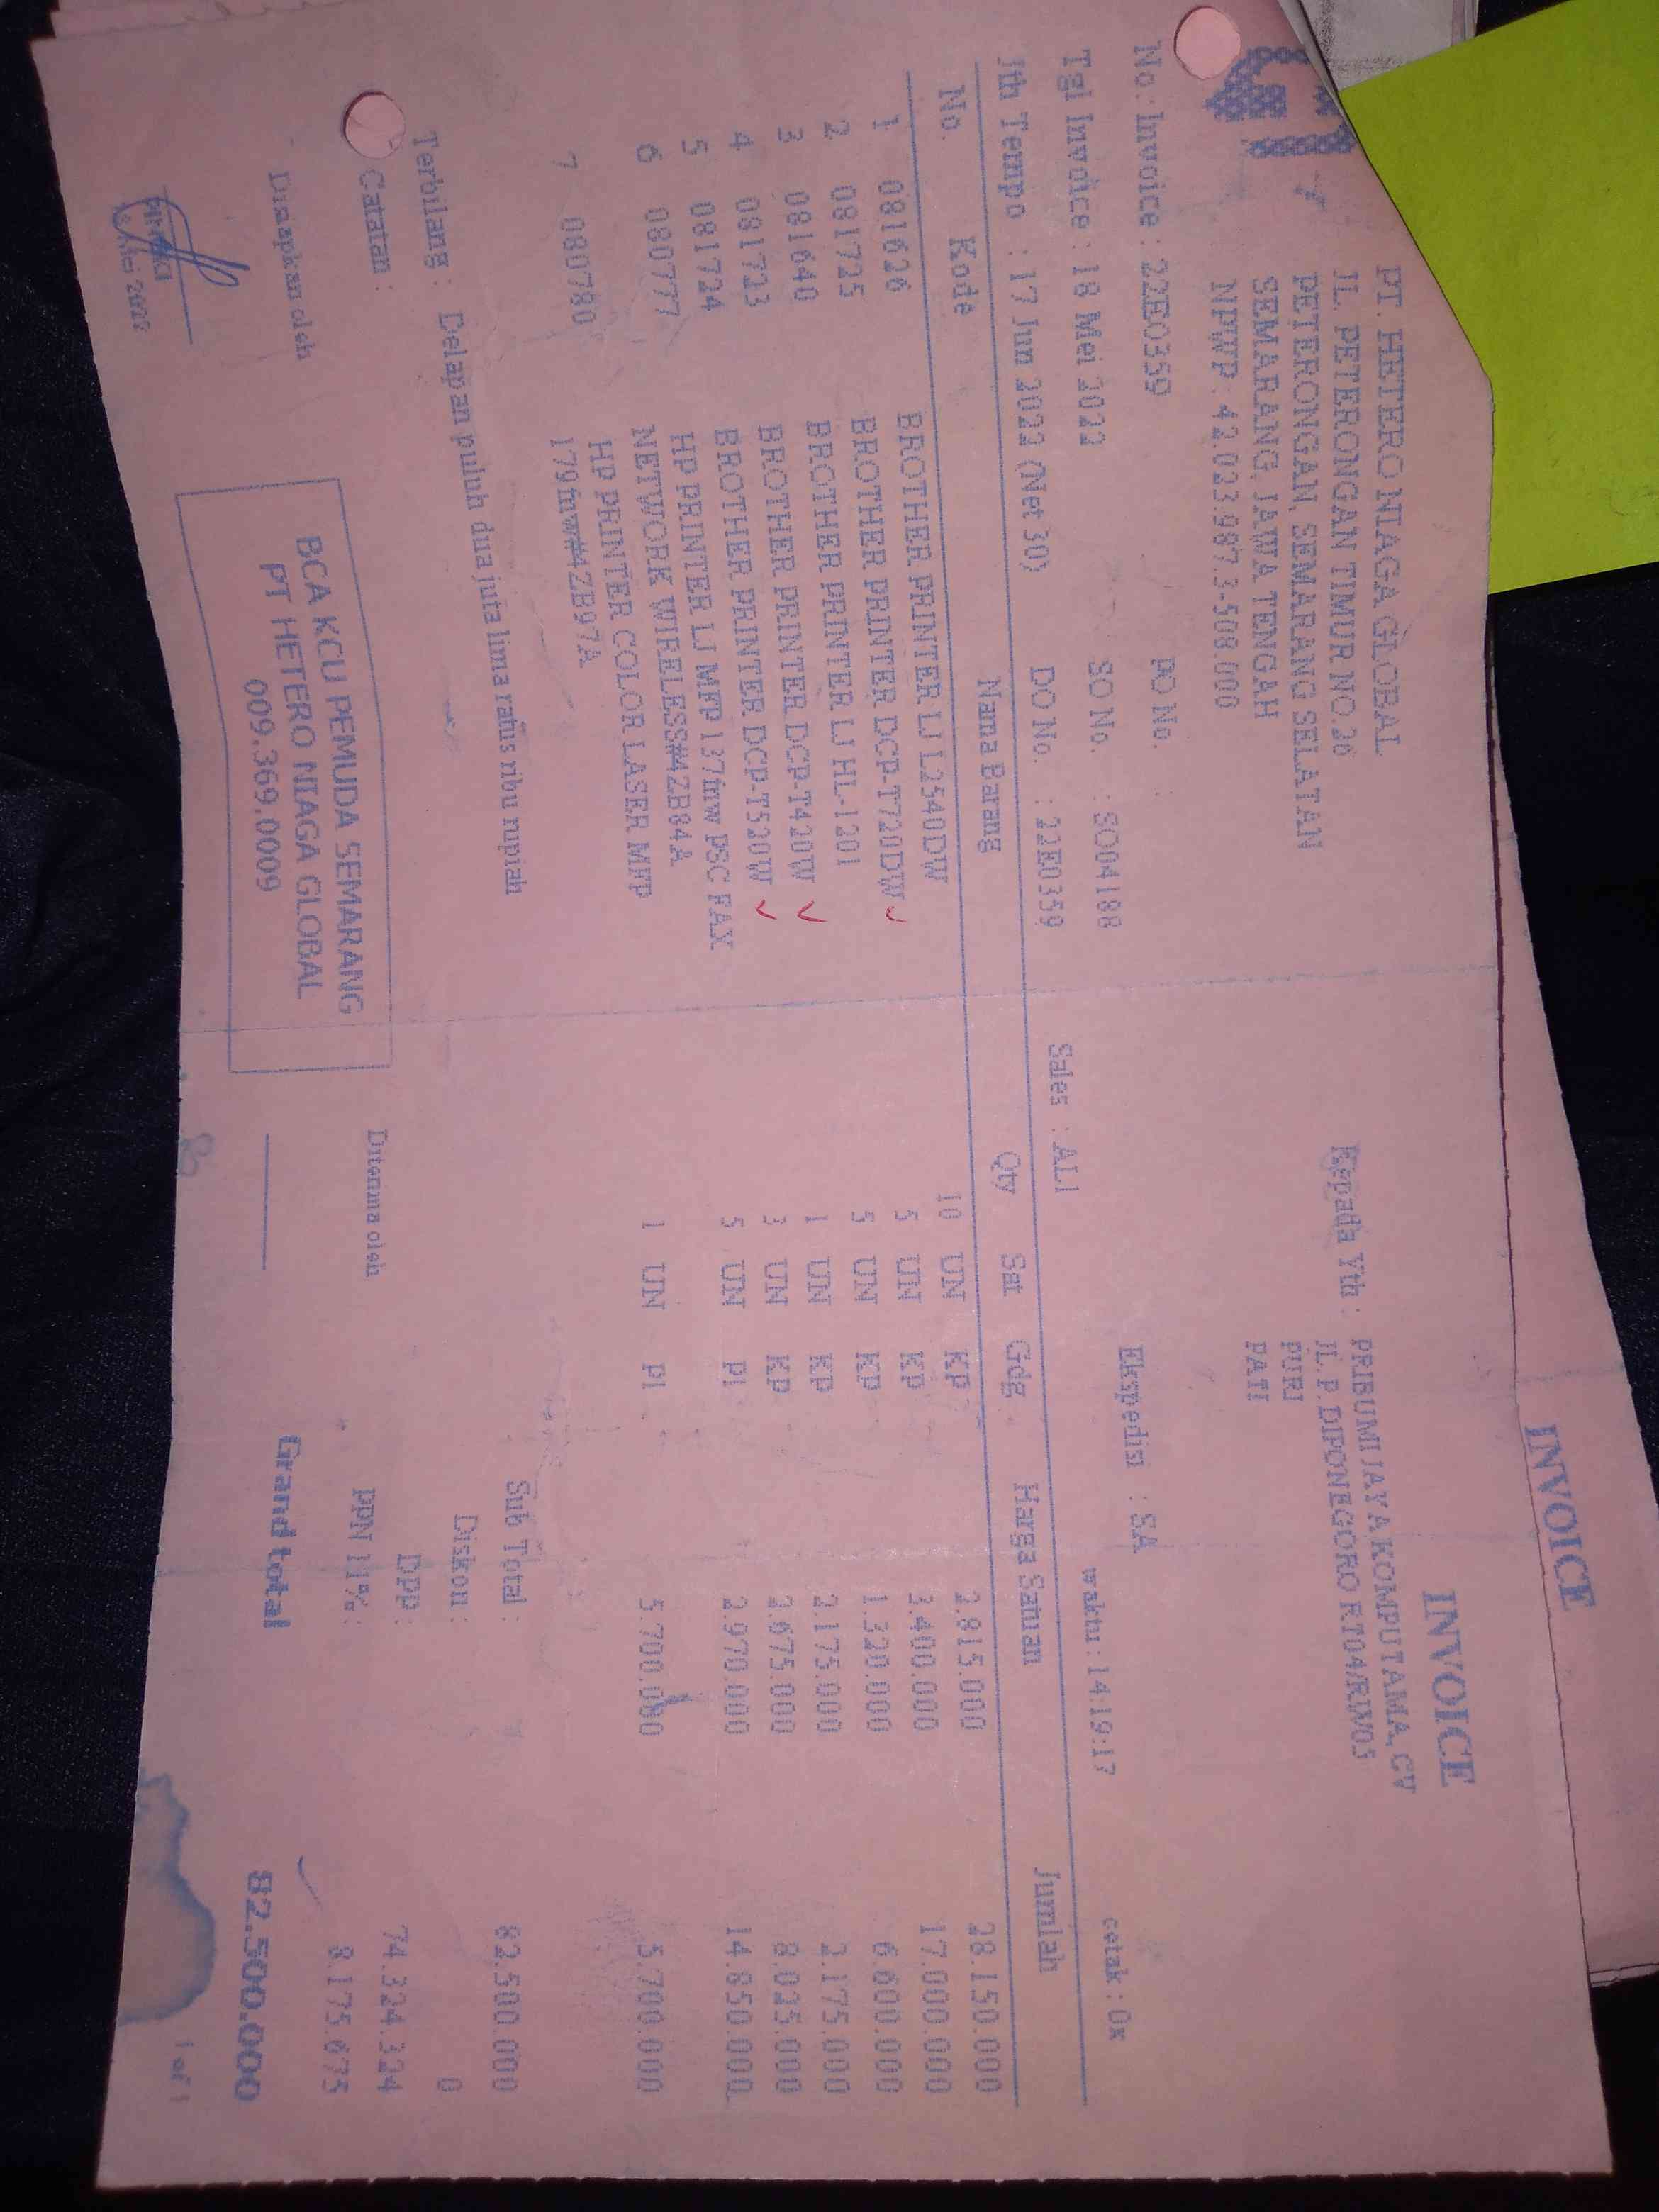 INVOICE
INVOICE
PT. HETERO NIAGA GLOBAL
JL. PETERONGAN TIMUR NO.26
PETERONGAN, SEMARANG SELATAN
SEMARANG, JAWA TENGAH
NPWP. 42.023.987.3-508.000
Kepada Yth : PRIBUMI JAYA KOMPUTAMA, CV
JL. P. DIPONEGORO RT04/RW05
PURI
PATI
No. Invoice : 22E0359
PO No. :
Tgl Invoice : 18 Mei 2022
SO No. : SO04188
Ekspedisi : SA
Jth Tempo : 17 Jun 2022 (Net 30)
DO No. : 22E0359
Sales : ALI
waktu : 14:19:17
cetak : 0x
No. Kode Nama Barang Qty Sat Gdg Harga Satuan Jumlah
1 081626 BROTHER PRINTER LJ L2540DW 10 UN KP 2.815.000 28.150.000
2 081725 BROTHER PRINTER DCP-T720DW 5 UN KP 3.400.000 17.000.000
3 081640 BROTHER PRINTER LJ HL-1201 5 UN KP 1.320.000 6.600.000
4 081723 BROTHER PRINTER DCP-T420W 1 UN KP 2.175.000 2.175.000
5 081724 BROTHER PRINTER DCP-T520W 3 UN KP 2.675.000 8.025.000
6 080777 HP PRINTER LJ MFP 137fnw PSC FAX 5 UN PI 2.970.000 14.850.000
NETWORK WIRELESS#4ZB84A
7 080780 HP PRINTER COLOR LASER MFP 1 UN PI 5.700.000 5.700.000
179fnw#4ZB97A
Terbilang : Delapan puluh dua juta lima ratus ribu rupiah
Sub Total : 82.500.000
Catatan :
Diskon : 0
DPP : 74.324.324
PPN 11% : 8.175.675
Grand total 82.500.000
Disiapkan oleh
Diterima oleh
BCA KCU PEMUDA SEMARANG
PT HETERO NIAGA GLOBAL
009.369.0009
Mei 2022
1 of 1